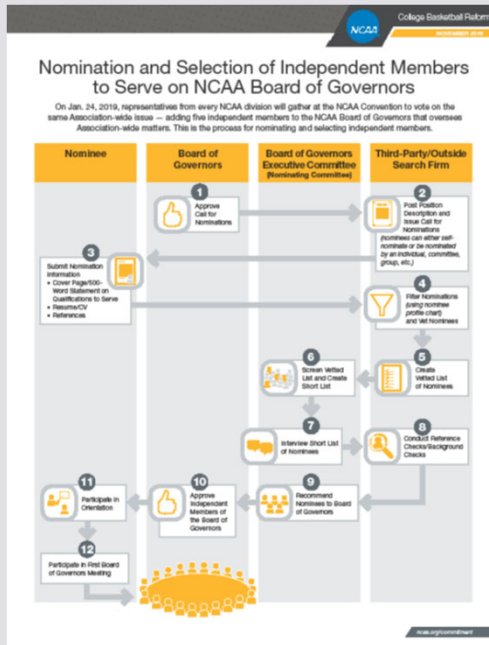 NCAA
College Basketball Reform
NOVEMBER 2018
Nomination and Selection of Independent Members
to Serve on NCAA Board of Governors
On Jan. 24, 2019, representatives from every NCAA division will gather at the NCAA Convention to vote on the
same Association-wide issue — adding five independent members to the NCAA Board of Governors that oversees
Association-wide matters. This is the process for nominating and selecting independent members.
Nominee
Board of
Governors
Board of Governors
Executive Committee
(Nominating Committee)
Third-Party/Outside
Search Firm
1
Approve
Call for
Nominations
2
Post Position
Description and
Issue Call for
Nominations
(nominees can either self-
nominate or be nominated
by an individual, committee,
group, etc.)
3
Submit Nomination
Information
• Cover Page/500-
Word Statement on
Qualifications to Serve
• Resume/CV
• References
4
Filter Nominations
(using nominee
profile chart)
and Vet Nominees
5
Create
Vetted List
of Nominees
6
Screen Vetted
List and Create
Short List
7
Interview Short List
of Nominees
8
Conduct Reference
Checks/Background
Checks
9
Recommend
Nominees to Board
of Governors
10
Approve
Independent
Members of
the Board of
Governors
11
Participate in
Orientation
12
Participate in First Board
of Governors Meeting
ncaa.org/commitment